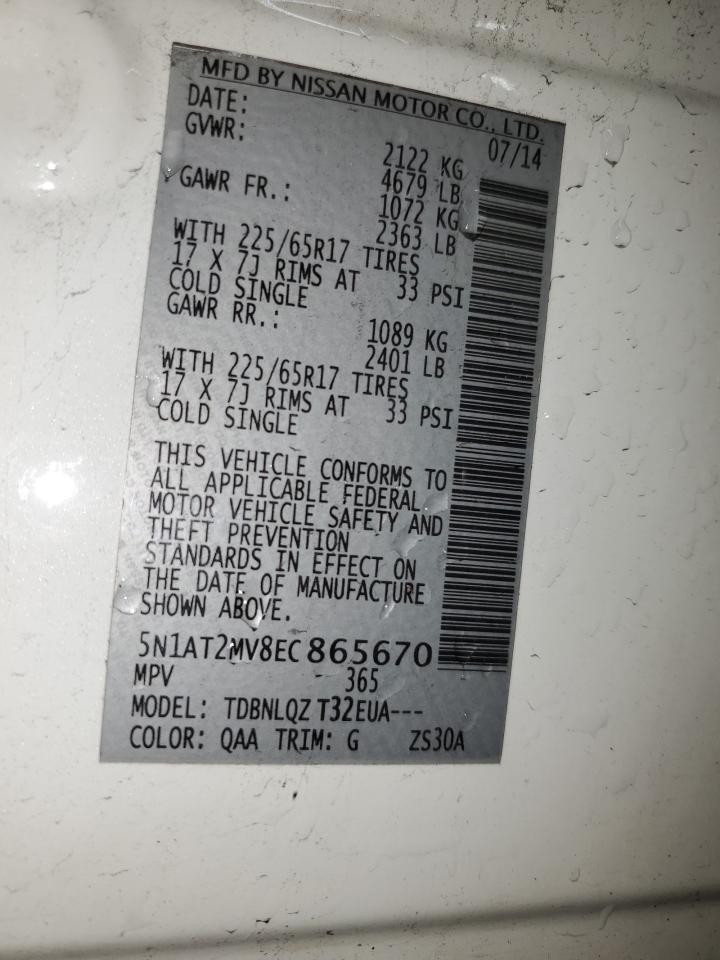 MFD BY NISSAN MOTOR CO., LTD.
DATE: 07/14
GVWR: 2122 KG
4679 LB
GAWR FR.: 1072 KG
2363 LB
WITH 225/65R17 TIRES
17 X 7J RIMS AT 33 PSI
COLD SINGLE
GAWR RR.: 1089 KG
2401 LB
WITH 225/65R17 TIRES
17 X 7J RIMS AT 33 PSI
COLD SINGLE
THIS VEHICLE CONFORMS TO
ALL APPLICABLE FEDERAL
MOTOR VEHICLE SAFETY AND
THEFT PREVENTION
STANDARDS IN EFFECT ON
THE DATE OF MANUFACTURE
SHOWN ABOVE.
5N1AT2MV8EC865670
MPV 365
MODEL: TDBNLQZ T32EUA---
COLOR: QAA TRIM: G ZS30A